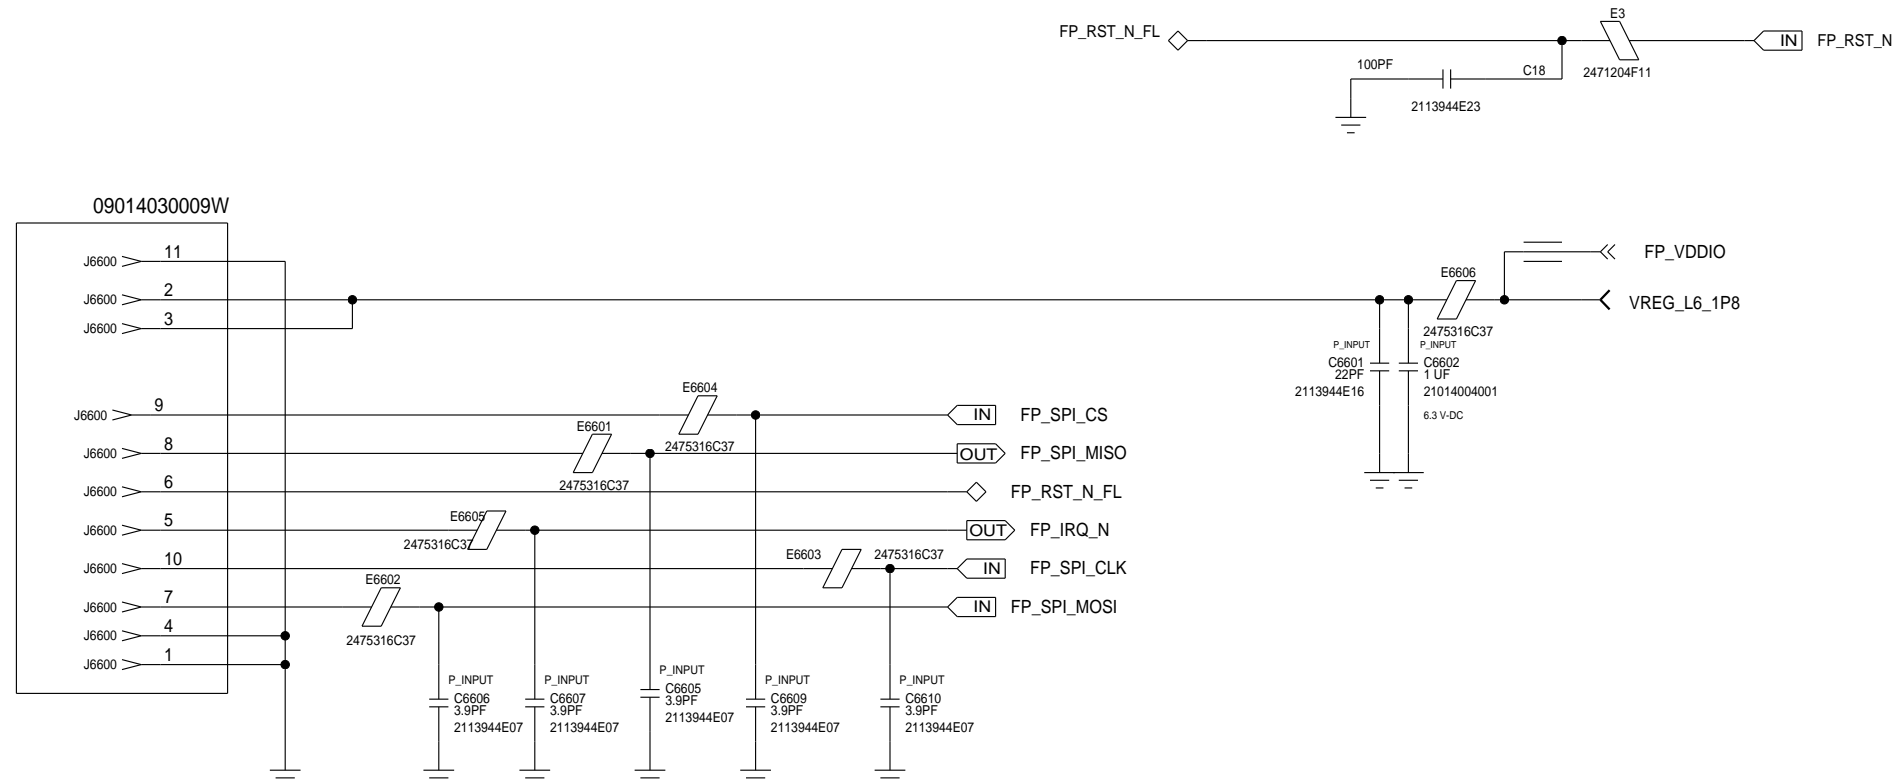 E3
FP_RST_N_FL
IN FP_RST_N
100PF
C18
2471204F11
2113944E23
09014030009W
J6600 11
J6600 2
J6600 3
FP_VDDIO
E6606
VREG_L6_1P8
2475316C37
P_INPUT
C6601
22PF
2113944E16
P_INPUT
C6602
1 UF
21014004001
6.3 V-DC
J6600 9
E6604
2475316C37
IN FP_SPI_CS
J6600 8
E6601
2475316C37
OUT FP_SPI_MISO
J6600 6
FP_RST_N_FL
J6600 5
E6605
2475316C37
OUT FP_IRQ_N
J6600 10
E6603
2475316C37
IN FP_SPI_CLK
J6600 7
E6602
2475316C37
IN FP_SPI_MOSI
J6600 4
J6600 1
P_INPUT
C6606
3.9PF
2113944E07
P_INPUT
C6607
3.9PF
2113944E07
P_INPUT
C6605
3.9PF
2113944E07
P_INPUT
C6609
3.9PF
2113944E07
P_INPUT
C6610
3.9PF
2113944E07